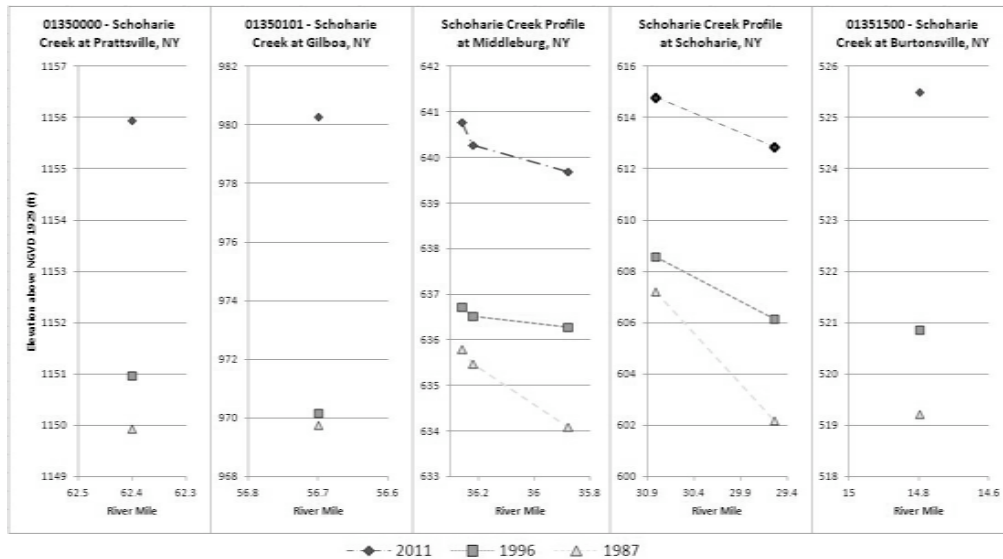 01350000 - Schoharie
Creek at Prattsville, NY
01350101 - Schoharie
Creek at Gilboa, NY
Schoharie Creek Profile
at Middleburg, NY
Schoharie Creek Profile
at Schoharie, NY
01351500 - Schoharie
Creek at Burtonsville, NY
Elevation above NGVD 1929 (ft)
1157
1156
1155
1154
1153
1152
1151
1150
1149
62.5 62.4 62.3
River Mile
982
980
978
976
974
972
970
968
56.8 56.7 56.6
River Mile
642
641
640
639
638
637
636
635
634
633
36.2 36 35.8
River Mile
616
614
612
610
608
606
604
602
600
30.9 30.4 29.9 29.4
River Mile
526
525
524
523
522
521
520
519
518
15 14.8 14.6
River Mile
2011 1996 1987